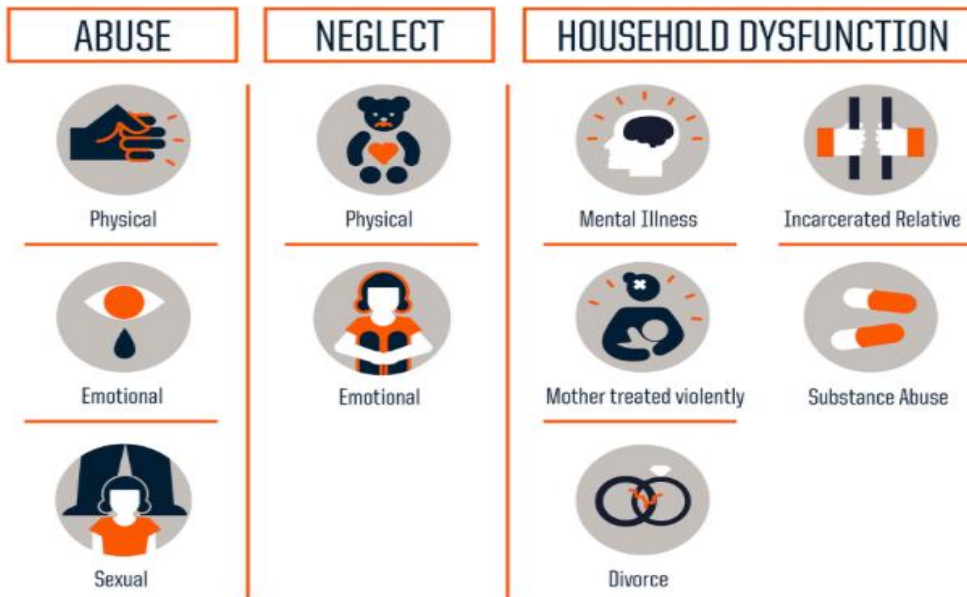 ABUSE
NEGLECT
HOUSEHOLD DYSFUNCTION
Physical
Physical
Mental Illness
Incarcerated Relative
Emotional
Emotional
Mother treated violently
Substance Abuse
Sexual
Divorce